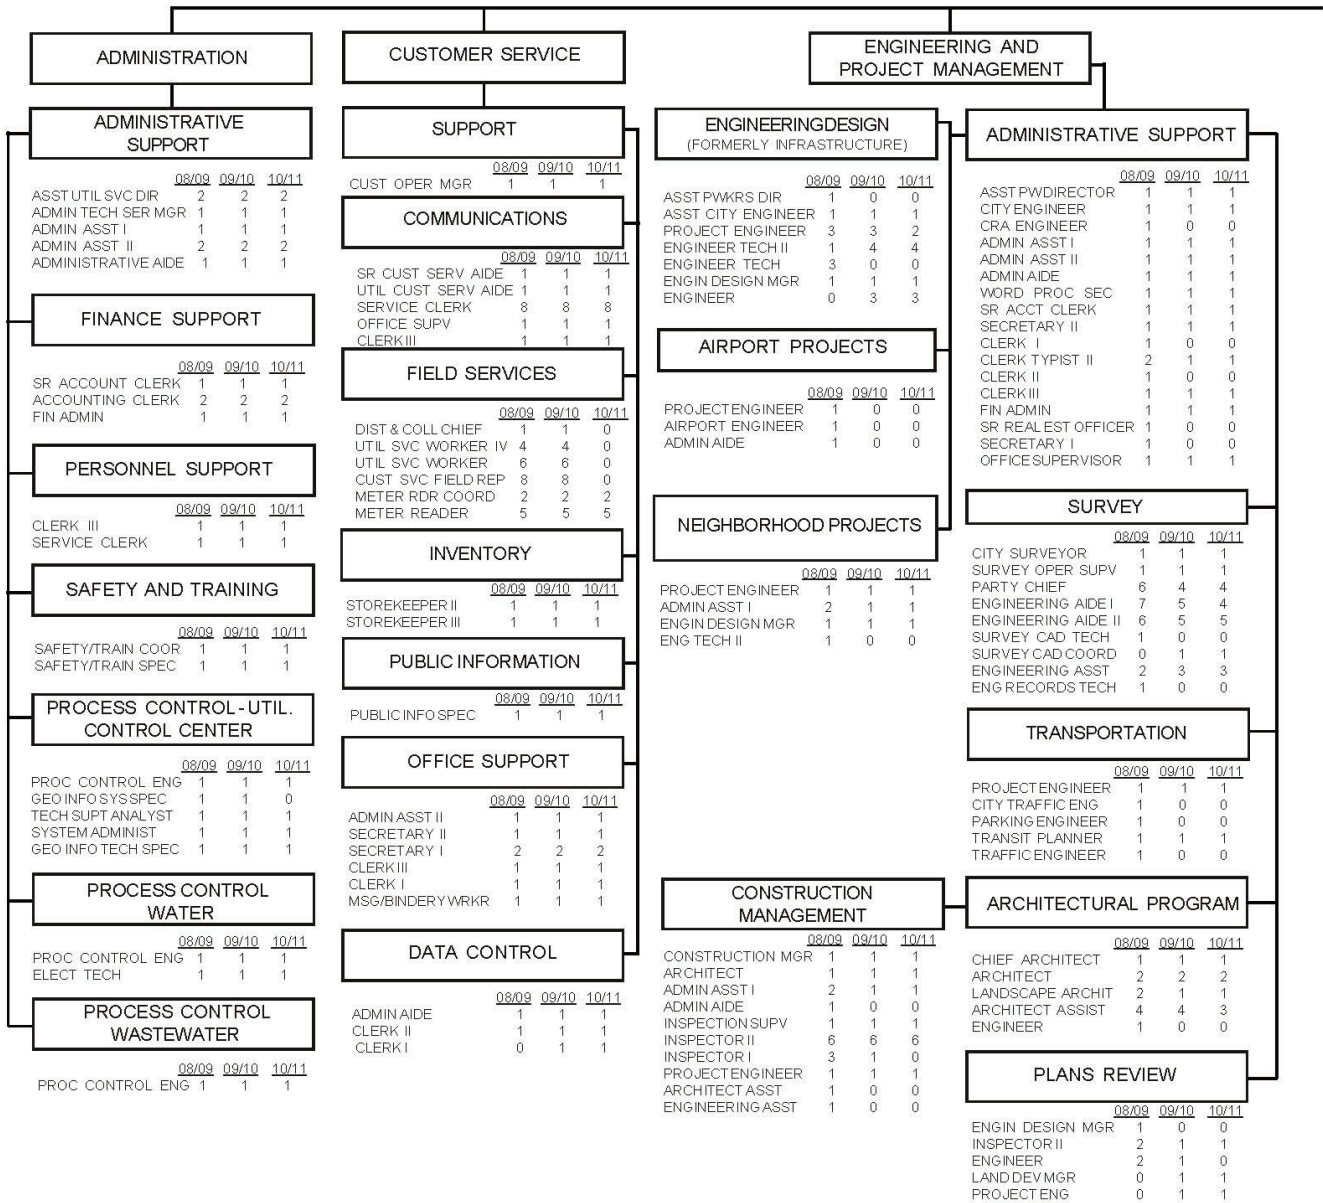 ADMINISTRATION
ADMINISTRATIVE
SUPPORT
08/09 09/10 10/11
ASST UTIL SVC DIR 2 2 2
ADMIN TECH SER MGR 1 1 1
ADMIN ASST I 1 1 1
ADMIN ASST II 2 2 2
ADMINISTRATIVE AIDE 1 1 1
FINANCE SUPPORT
08/09 09/10 10/11
SR ACCOUNT CLERK 1 1 1
ACCOUNTING CLERK 2 2 2
FIN ADMIN 1 1 1
PERSONNEL SUPPORT
08/09 09/10 10/11
CLERK III 1 1 1
SERVICE CLERK 1 1 1
SAFETY AND TRAINING
08/09 09/10 10/11
SAFETY/TRAIN COOR 1 1 1
SAFETY/TRAIN SPEC 1 1 1
PROCESS CONTROL - UTIL.
CONTROL CENTER
08/09 09/10 10/11
PROC CONTROL ENG 1 1 1
GEO INFO SYS SPEC 1 1 0
TECH SUPT ANALYST 1 1 1
SYSTEM ADMINIST 1 1 1
GEO INFO TECH SPEC 1 1 1
PROCESS CONTROL
WATER
08/09 09/10 10/11
PROC CONTROL ENG 1 1 1
ELECT TECH 1 1 1
PROCESS CONTROL
WASTEWATER
08/09 09/10 10/11
PROC CONTROL ENG 1 1 1
CUSTOMER SERVICE
SUPPORT
08/09 09/10 10/11
CUST OPER MGR 1 1 1
COMMUNICATIONS
08/09 09/10 10/11
SR CUST SERV AIDE 1 1 1
UTIL CUST SERV AIDE 1 1 1
SERVICE CLERK 8 8 8
OFFICE SUPV 1 1 1
CLERK III 1 1 1
FIELD SERVICES
08/09 09/10 10/11
DIST & COLL CHIEF 1 1 0
UTIL SVC WORKER IV 4 4 0
UTIL SVC WORKER 6 6 0
CUST SVC FIELD REP 8 8 0
METER RDR COORD 2 2 2
METER READER 5 5 5
INVENTORY
08/09 09/10 10/11
STOREKEEPER II 1 1 1
STOREKEEPER III 1 1 1
PUBLIC INFORMATION
08/09 09/10 10/11
PUBLIC INFO SPEC 1 1 1
OFFICE SUPPORT
08/09 09/10 10/11
ADMIN ASST II 1 1 1
SECRETARY II 1 1 1
SECRETARY I 2 2 2
CLERK III 1 1 1
CLERK I 1 1 1
MSG/BINDERY WRKR 1 1 1
DATA CONTROL
08/09 09/10 10/11
ADMIN AIDE 1 1 1
CLERK II 1 1 1
CLERK I 0 1 1
ENGINEERING AND
PROJECT MANAGEMENT
ENGINEERING DESIGN
(FORMERLY INFRASTRUCTURE)
08/09 09/10 10/11
ASST PWKRS DIR 1 0 0
ASST CITY ENGINEER 1 1 1
PROJECT ENGINEER 3 3 2
ENGINEER TECH II 1 4 4
ENGINEER TECH 3 0 0
ENGIN DESIGN MGR 1 1 1
ENGINEER 0 3 3
AIRPORT PROJECTS
08/09 09/10 10/11
PROJECT ENGINEER 1 0 0
AIRPORT ENGINEER 1 0 0
ADMIN AIDE 1 0 0
NEIGHBORHOOD PROJECTS
08/09 09/10 10/11
PROJECT ENGINEER 1 1 1
ADMIN ASST I 2 1 1
ENGIN DESIGN MGR 1 1 1
ENG TECH II 1 0 0
CONSTRUCTION
MANAGEMENT
08/09 09/10 10/11
CONSTRUCTION MGR 1 1 1
ARCHITECT 1 1 1
ADMIN ASST I 2 1 1
ADMIN AIDE 1 0 0
INSPECTION SUPV 1 1 1
INSPECTOR II 6 6 6
INSPECTOR I 3 1 0
PROJECT ENGINEER 1 1 1
ARCHITECT ASST 1 0 0
ENGINEERING ASST 1 0 0
ADMINISTRATIVE SUPPORT
08/09 09/10 10/11
ASST PW DIRECTOR 1 1 1
CITY ENGINEER 1 1 1
CRA ENGINEER 1 0 0
ADMIN ASST I 1 1 1
ADMIN ASST II 1 1 1
ADMIN AIDE 1 1 1
WORD PROC SEC 1 1 1
SR ACCT CLERK 1 1 1
SECRETARY II 1 1 1
CLERK I 1 0 0
CLERK TYPIST II 2 1 1
CLERK II 1 0 0
CLERK III 1 1 1
FIN ADMIN 1 1 1
SR REAL EST OFFICER 1 0 0
SECRETARY I 1 0 0
OFFICE SUPERVISOR 1 1 1
SURVEY
08/09 09/10 10/11
CITY SURVEYOR 1 1 1
SURVEY OPER SUPV 1 1 1
PARTY CHIEF 6 4 4
ENGINEERING AIDE I 7 5 4
ENGINEERING AIDE II 6 5 5
SURVEY CAD TECH 1 0 0
SURVEY CAD COORD 0 1 1
ENGINEERING ASST 2 3 3
ENG RECORDS TECH 1 0 0
TRANSPORTATION
08/09 09/10 10/11
PROJECT ENGINEER 1 1 1
CITY TRAFFIC ENG 1 0 0
PARKING ENGINEER 1 0 0
TRANSIT PLANNER 1 1 1
TRAFFIC ENGINEER 1 0 0
ARCHITECTURAL PROGRAM
08/09 09/10 10/11
CHIEF ARCHITECT 1 1 1
ARCHITECT 2 2 2
LANDSCAPE ARCHIT 2 1 1
ARCHITECT ASSIST 4 4 3
ENGINEER 1 0 0
PLANS REVIEW
08/09 09/10 10/11
ENGIN DESIGN MGR 1 0 0
INSPECTOR II 2 1 1
ENGINEER 2 1 0
LAND DEV MGR 0 1 1
PROJECT ENG 0 1 1